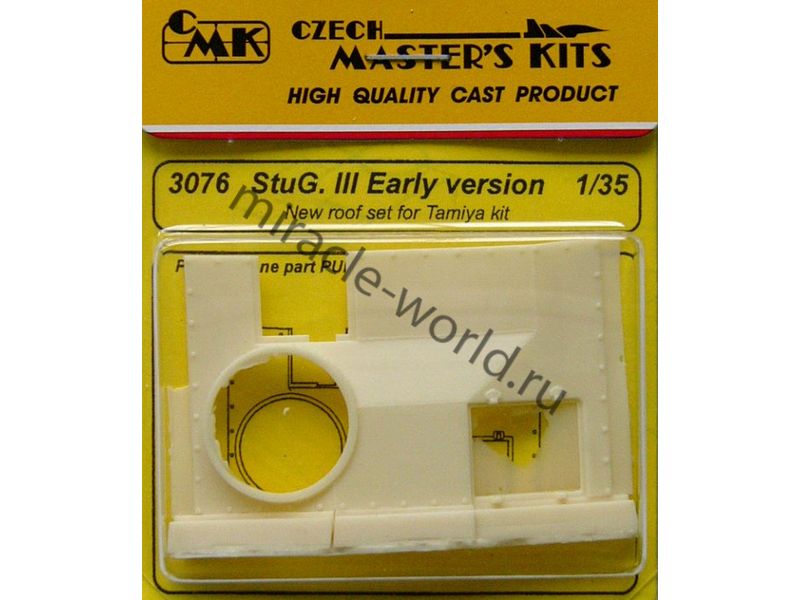 CMK
CZECH
MASTER'S KITS
HIGH QUALITY CAST PRODUCT
3076 StuG. III Early version 1/35
New roof set for Tamiya kit
part
miracle-world.ru